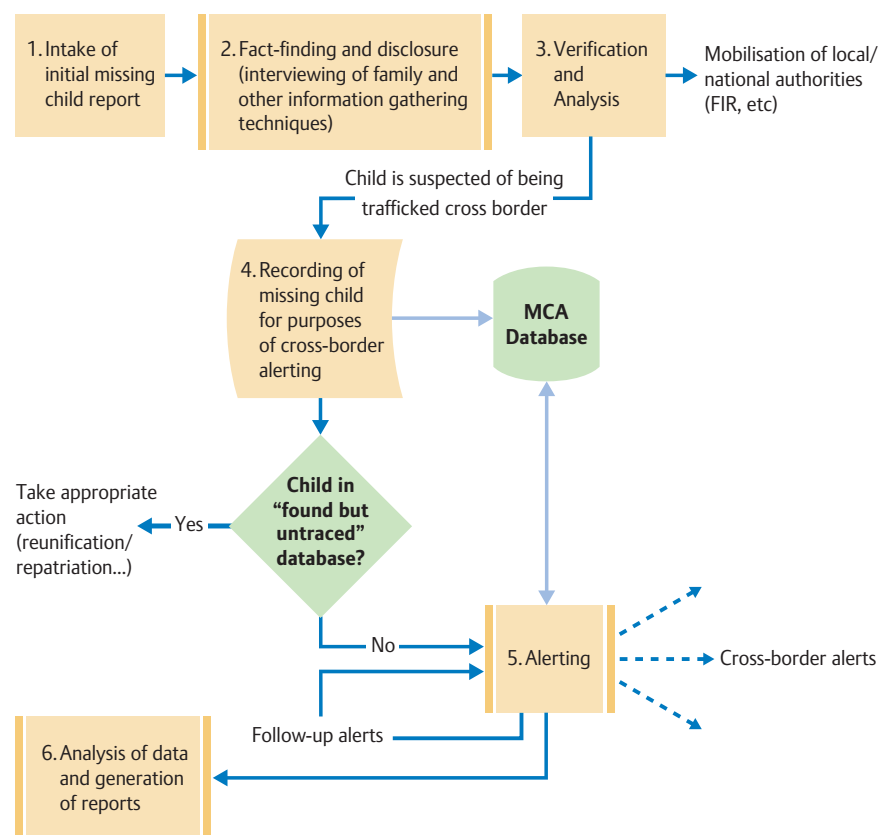 1. Intake of
initial missing
child report
2. Fact-finding and disclosure
(interviewing of family and
other information gathering
techniques)
3. Verification
and
Analysis
Mobilisation of local/
national authorities
(FIR, etc)
Child is suspected of being
trafficked cross border
4. Recording of
missing child
for purposes
of cross-border
alerting
MCA
Database
Child in
“found but
untraced”
database?
Yes
Take appropriate
action
(reunification/
repatriation...)
No
5. Alerting
Cross-border alerts
Follow-up alerts
6. Analysis of data
and generation
of reports